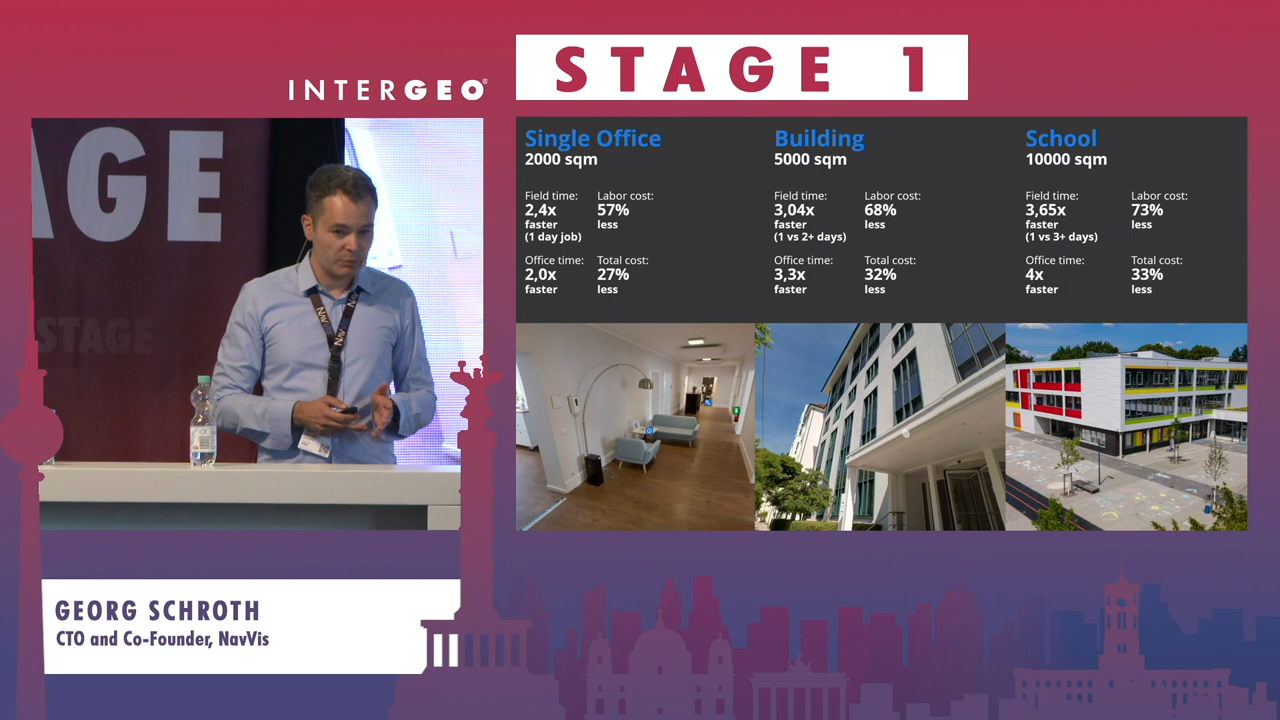 INTERGEO®
STAGE 1
AGE
STAGE
NAV
Single Office
2000 sqm
Field time:
2,4x
faster
(1 day job)
Labor cost:
57%
less
Office time:
2,0x
faster
Total cost:
27%
less
Building
5000 sqm
Field time:
3,04x
faster
(1 vs 2+ days)
Labor cost:
68%
less
Office time:
3.3x
faster
Total cost:
32%
less
School
10000 sqm
Field time:
3,65x
faster
(1 vs 3+ days)
Labor cost:
73%
less
Office time:
4x
faster
Total cost:
38%
less
GEORG SCHROTH
CTO and Co-Founder, NavVis